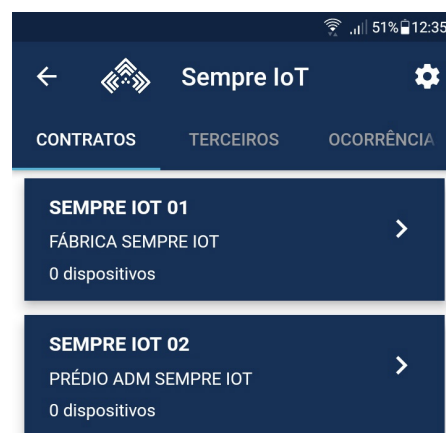 51% 12:35
Sempre IoT
CONTRATOS TERCEIROS OCORRÊNCIA
SEMPRE IOT 01
FÁBRICA SEMPRE IOT
0 dispositivos
SEMPRE IOT 02
PRÉDIO ADM SEMPRE IOT
0 dispositivos